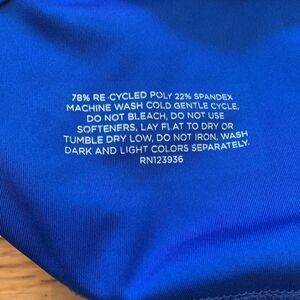 78% RE-CYCLED POLY 22% SPANDEX
MACHINE WASH COLD GENTLE CYCLE,
DO NOT BLEACH, DO NOT USE
SOFTENERS, LAY FLAT TO DRY OR
TUMBLE DRY LOW, DO NOT IRON, WASH
DARK AND LIGHT COLORS SEPARATELY.
RN123936